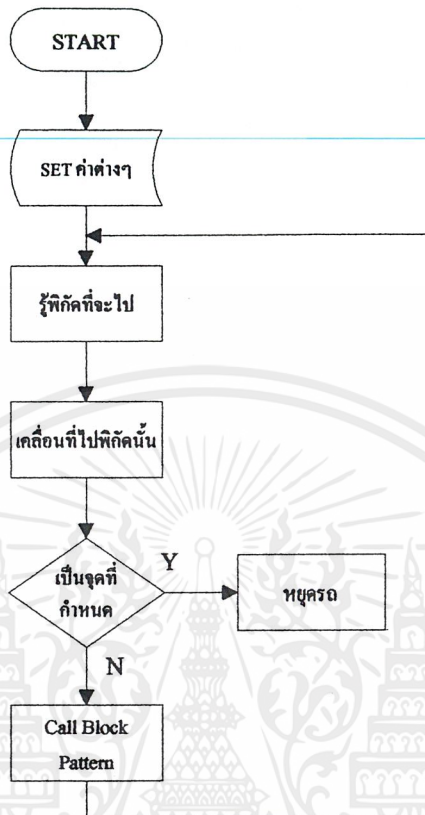 START
SET ค่าต่างๆ
รู้พิกัดที่จะไป
เคลื่อนที่ไปพิกัดนั้น
เป็นจุดที่
กำหนด
Y
หยุดรถ
N
Call Block
Pattern